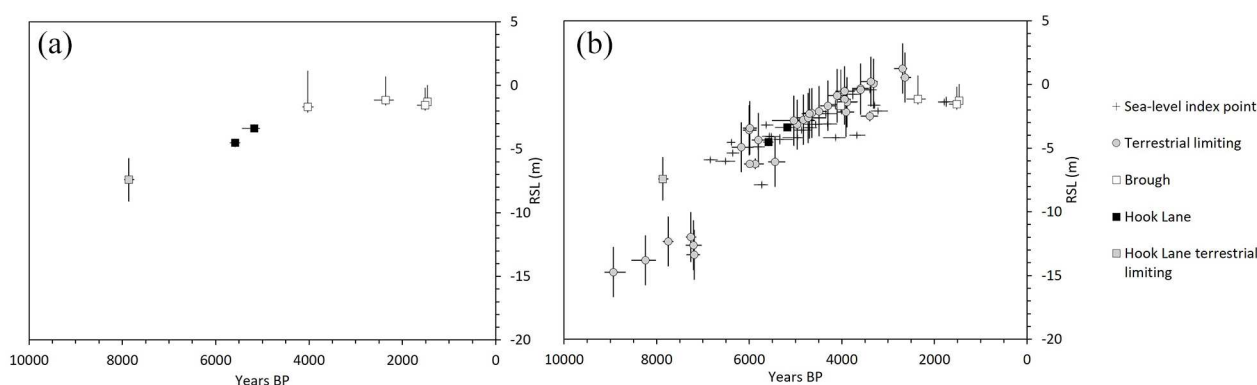 (a)
5
0
-5
-10
-15
-20
RSL (m)
10000 8000 6000 4000 2000 0
Years BP
(b)
5
0
-5
-10
-15
-20
RSL (m)
10000 8000 6000 4000 2000 0
Years BP
Sea-level index point
Terrestrial limiting
Brough
Hook Lane
Hook Lane terrestrial
limiting